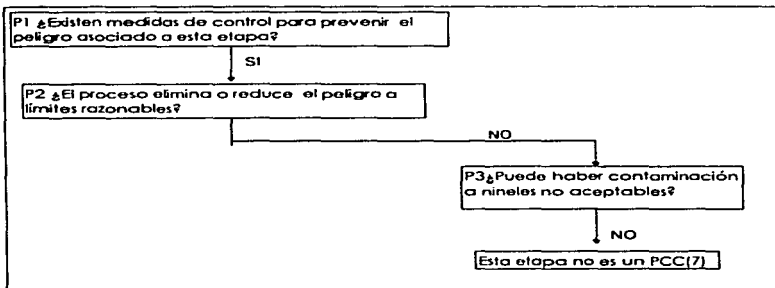 P1 ¿Existen medidas de control para prevenir el
peligro asociado a esta etapa?
SI
P2 ¿El proceso elimina o reduce el peligro a
límites razonables?
NO
P3¿Puede haber contaminación
a nineles no aceptables?
NO
Esta etapa no es un PCC(7)